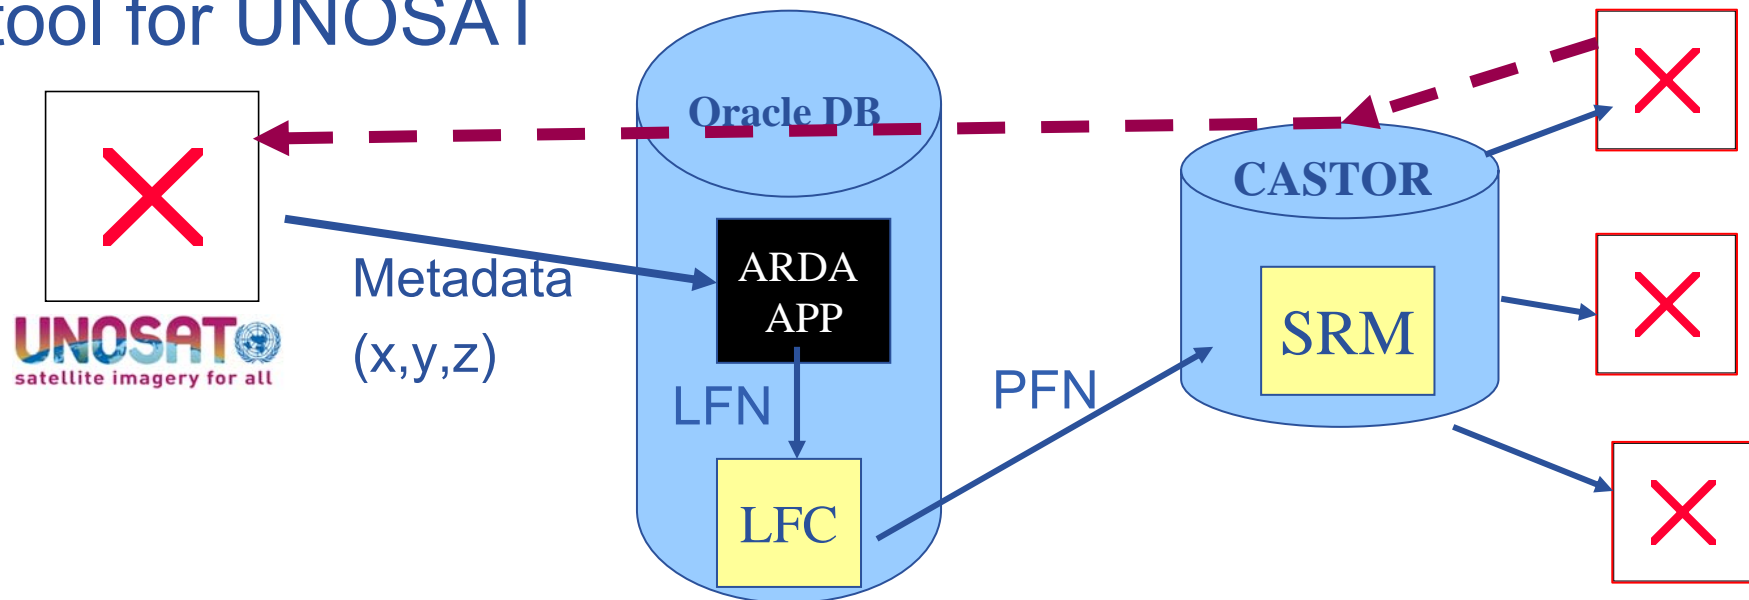 tool for UNOSAT
Oracle DB
CASTOR
Metadata
(x,y,z)
ARDA
APP
SRM
UNOSAT
satellite imagery for all
LFN
PFN
LFC